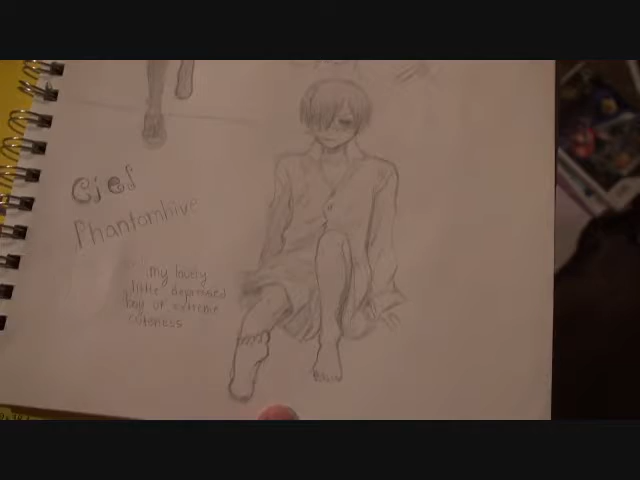 Ciel
Phantomhive
"my lovely
little depressed
boy of extreme
cuteness